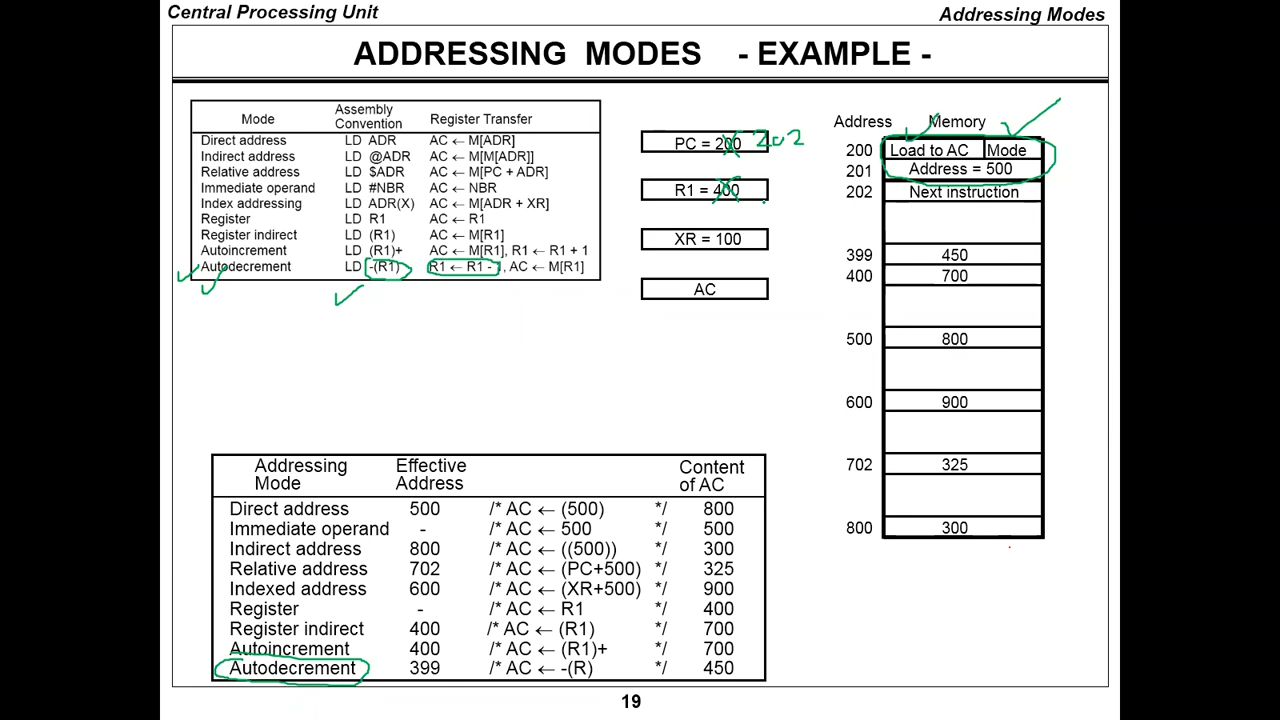 Central Processing Unit
Addressing Modes
ADDRESSING MODES - EXAMPLE -
Mode Assembly Convention Register Transfer
Direct address LD ADR AC ← M[ADR]
Indirect address LD @ADR AC ← M[M[ADR]]
Relative address LD $ADR AC ← M[PC + ADR]
Immediate operand LD #NBR AC ← NBR
Index addressing LD ADR(X) AC ← M[ADR + XR]
Register LD R1 AC ← R1
Register indirect LD (R1) AC ← M[R1]
Autoincrement LD (R1)+ AC ← M[R1], R1 ← R1 + 1
Autodecrement LD -(R1) R1 ← R1 - , AC ← M[R1]
PC = 200 202
R1 = 400
XR = 100
AC
Address Memory
200 Load to AC Mode
201 Address = 500
202 Next instruction
399 450
400 700
500 800
600 900
702 325
800 300
Addressing Mode Effective Address Content of AC
Direct address 500 /* AC ← (500) */ 800
Immediate operand - /* AC ← 500 */ 500
Indirect address 800 /* AC ← ((500)) */ 300
Relative address 702 /* AC ← (PC+500) */ 325
Indexed address 600 /* AC ← (XR+500) */ 900
Register - /* AC ← R1 */ 400
Register indirect 400 /* AC ← (R1) */ 700
Autoincrement 400 /* AC ← (R1)+ */ 700
Autodecrement 399 /* AC ← -(R) */ 450
19